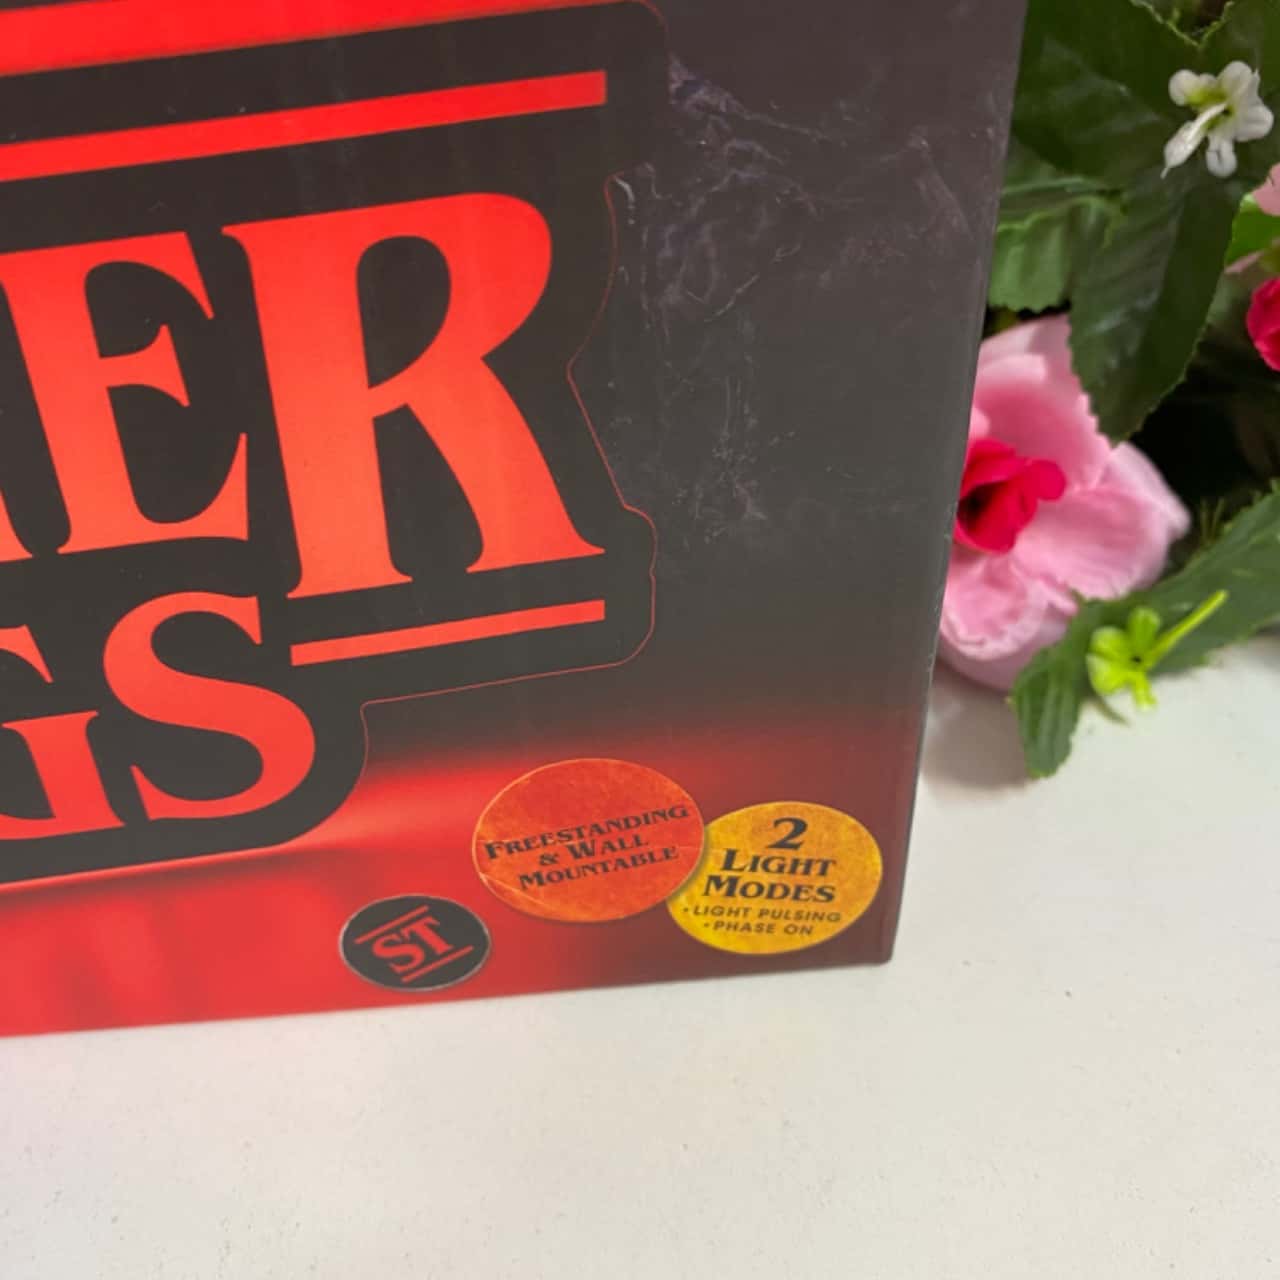 ER
GS
FREESTANDING
& WALL
MOUNTABLE
2
LIGHT
MODES
•LIGHT PULSING
•PHASE ON
ST